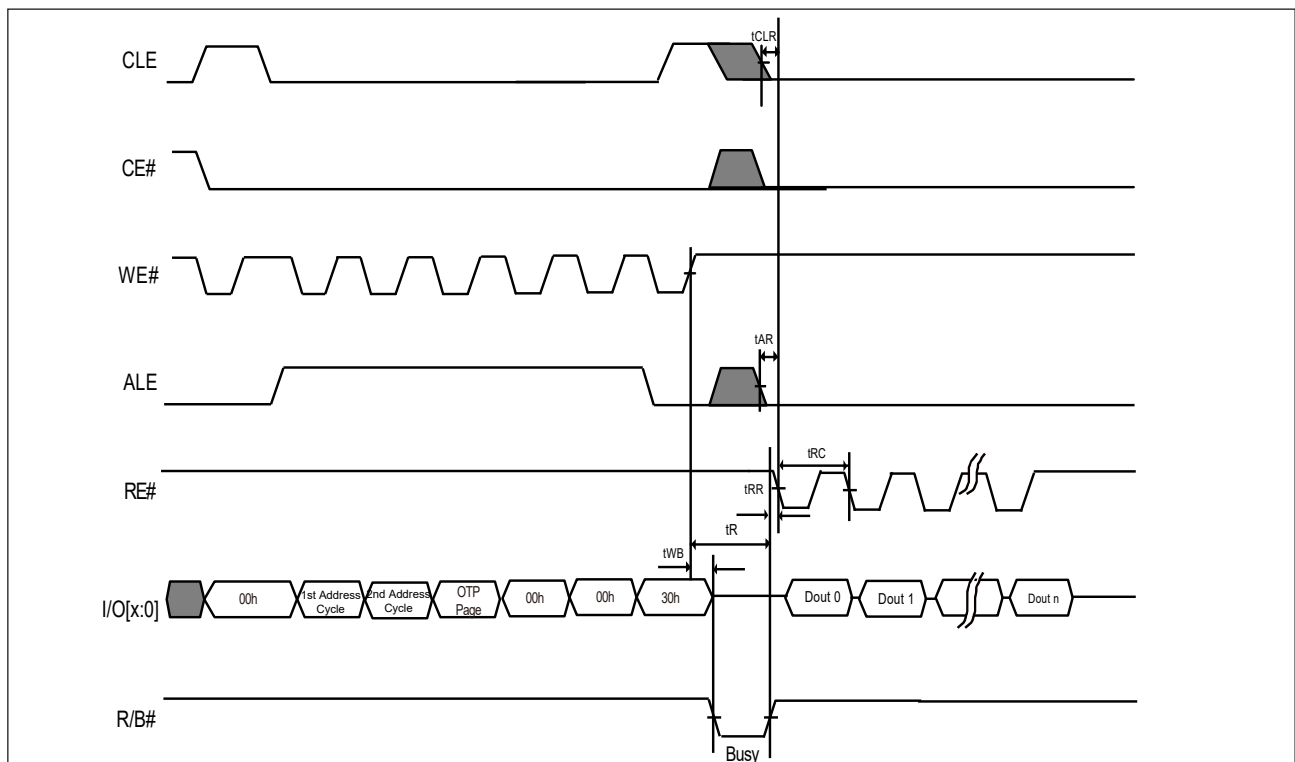 tCLR
CLE
CE#
WE#
tAR
ALE
tRC
RE#
tRR
tR
tWB
I/O[x:0]
00h
1st Address
Cycle
2nd Address
Cycle
OTP
Page
00h
00h
30h
Dout 0
Dout 1
Dout n
R/B#
Busy